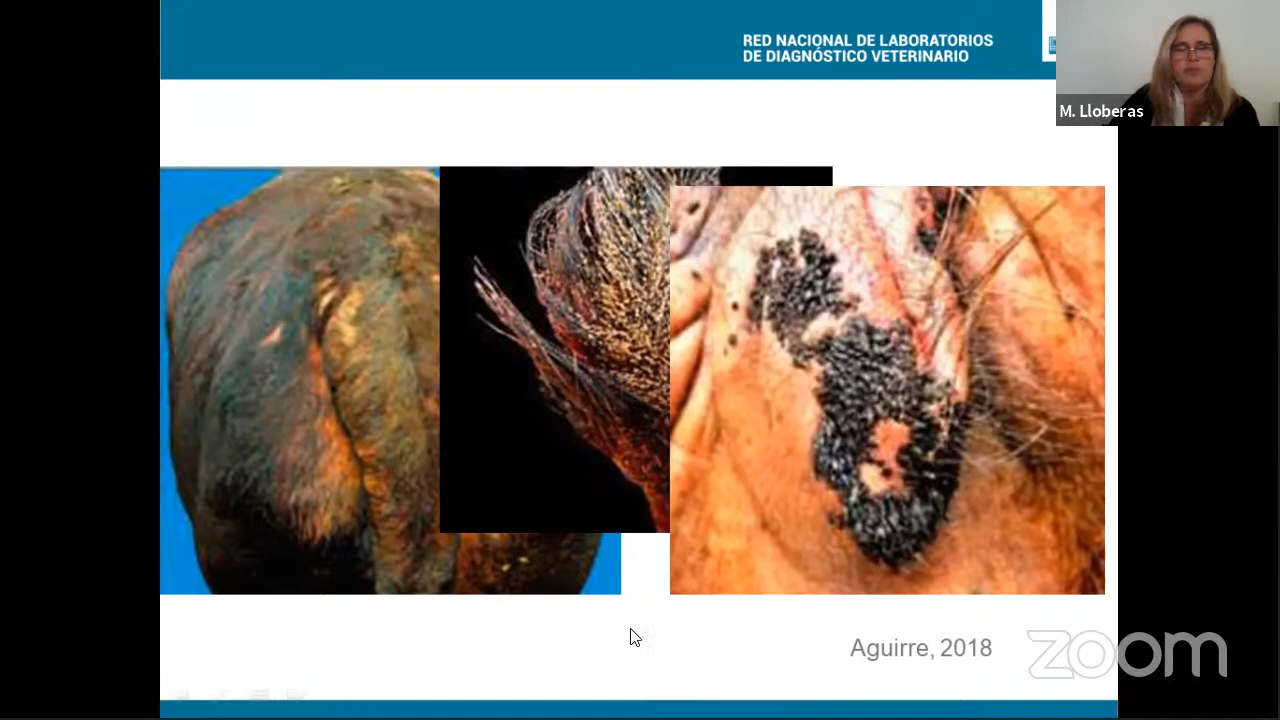 RED NACIONAL DE LABORATORIOS
DE DIAGNÓSTICO VETERINARIO
M. Lloberas
Aguirre, 2018
zoom